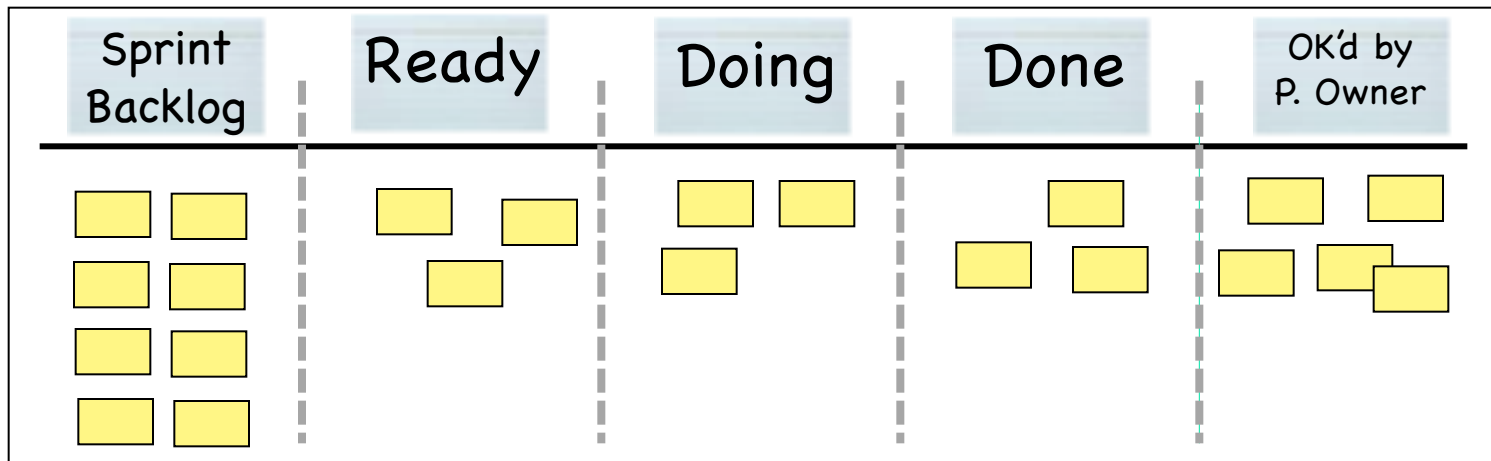 Sprint
Backlog
Ready
Doing
Done
OK'd by
P. Owner